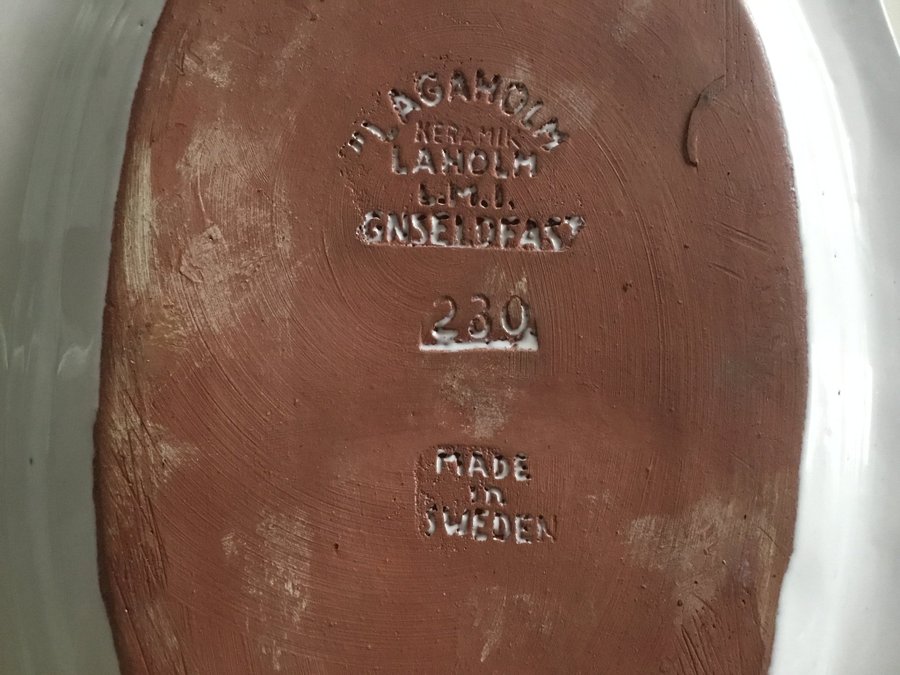 "LAGAHOLM
KERAMIK
LAHOLM
L.M.I.
GNSELDFAST
230
MADE
in
SWEDEN